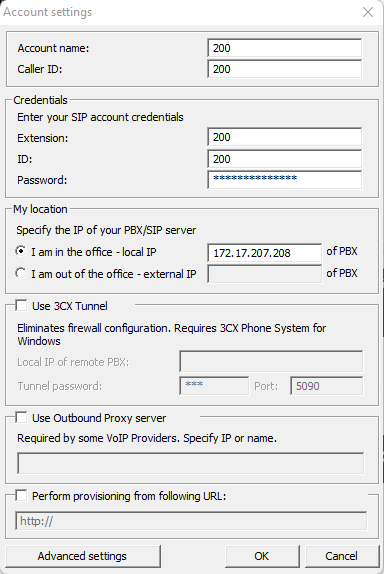 Account settings
Account name: 200
Caller ID: 200
Credentials
Enter your SIP account credentials
Extension: 200
ID: 200
Password: **************
My location
Specify the IP of your PBX/SIP server
I am in the office - local IP 172.17.207.208 of PBX
I am out of the office - external IP of PBX
Use 3CX Tunnel
Eliminates firewall configuration. Requires 3CX Phone System for
Windows
Local IP of remote PBX:
Tunnel password: *** Port: 5090
Use Outbound Proxy server
Required by some VoIP Providers. Specify IP or name.
Perform provisioning from following URL:
http://
Advanced settings OK Cancel